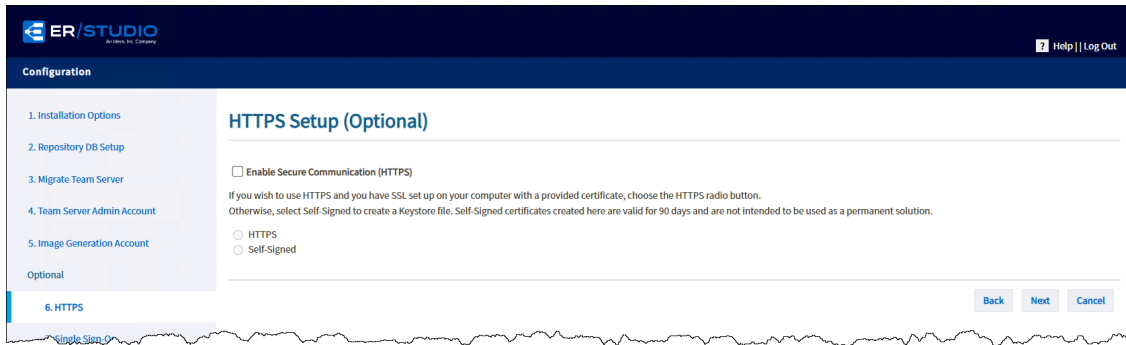 ER/STUDIO
An Idera, Inc. Company
? Help | | Log Out
Configuration
1. Installation Options
2. Repository DB Setup
3. Migrate Team Server
4. Team Server Admin Account
5. Image Generation Account
Optional
6. HTTPS
7. Single Sign-On
HTTPS Setup (Optional)
Enable Secure Communication (HTTPS)
If you wish to use HTTPS and you have SSL set up on your computer with a provided certificate, choose the HTTPS radio button.
Otherwise, select Self-Signed to create a Keystore file. Self-Signed certificates created here are valid for 90 days and are not intended to be used as a permanent solution.
HTTPS
Self-Signed
Back Next Cancel